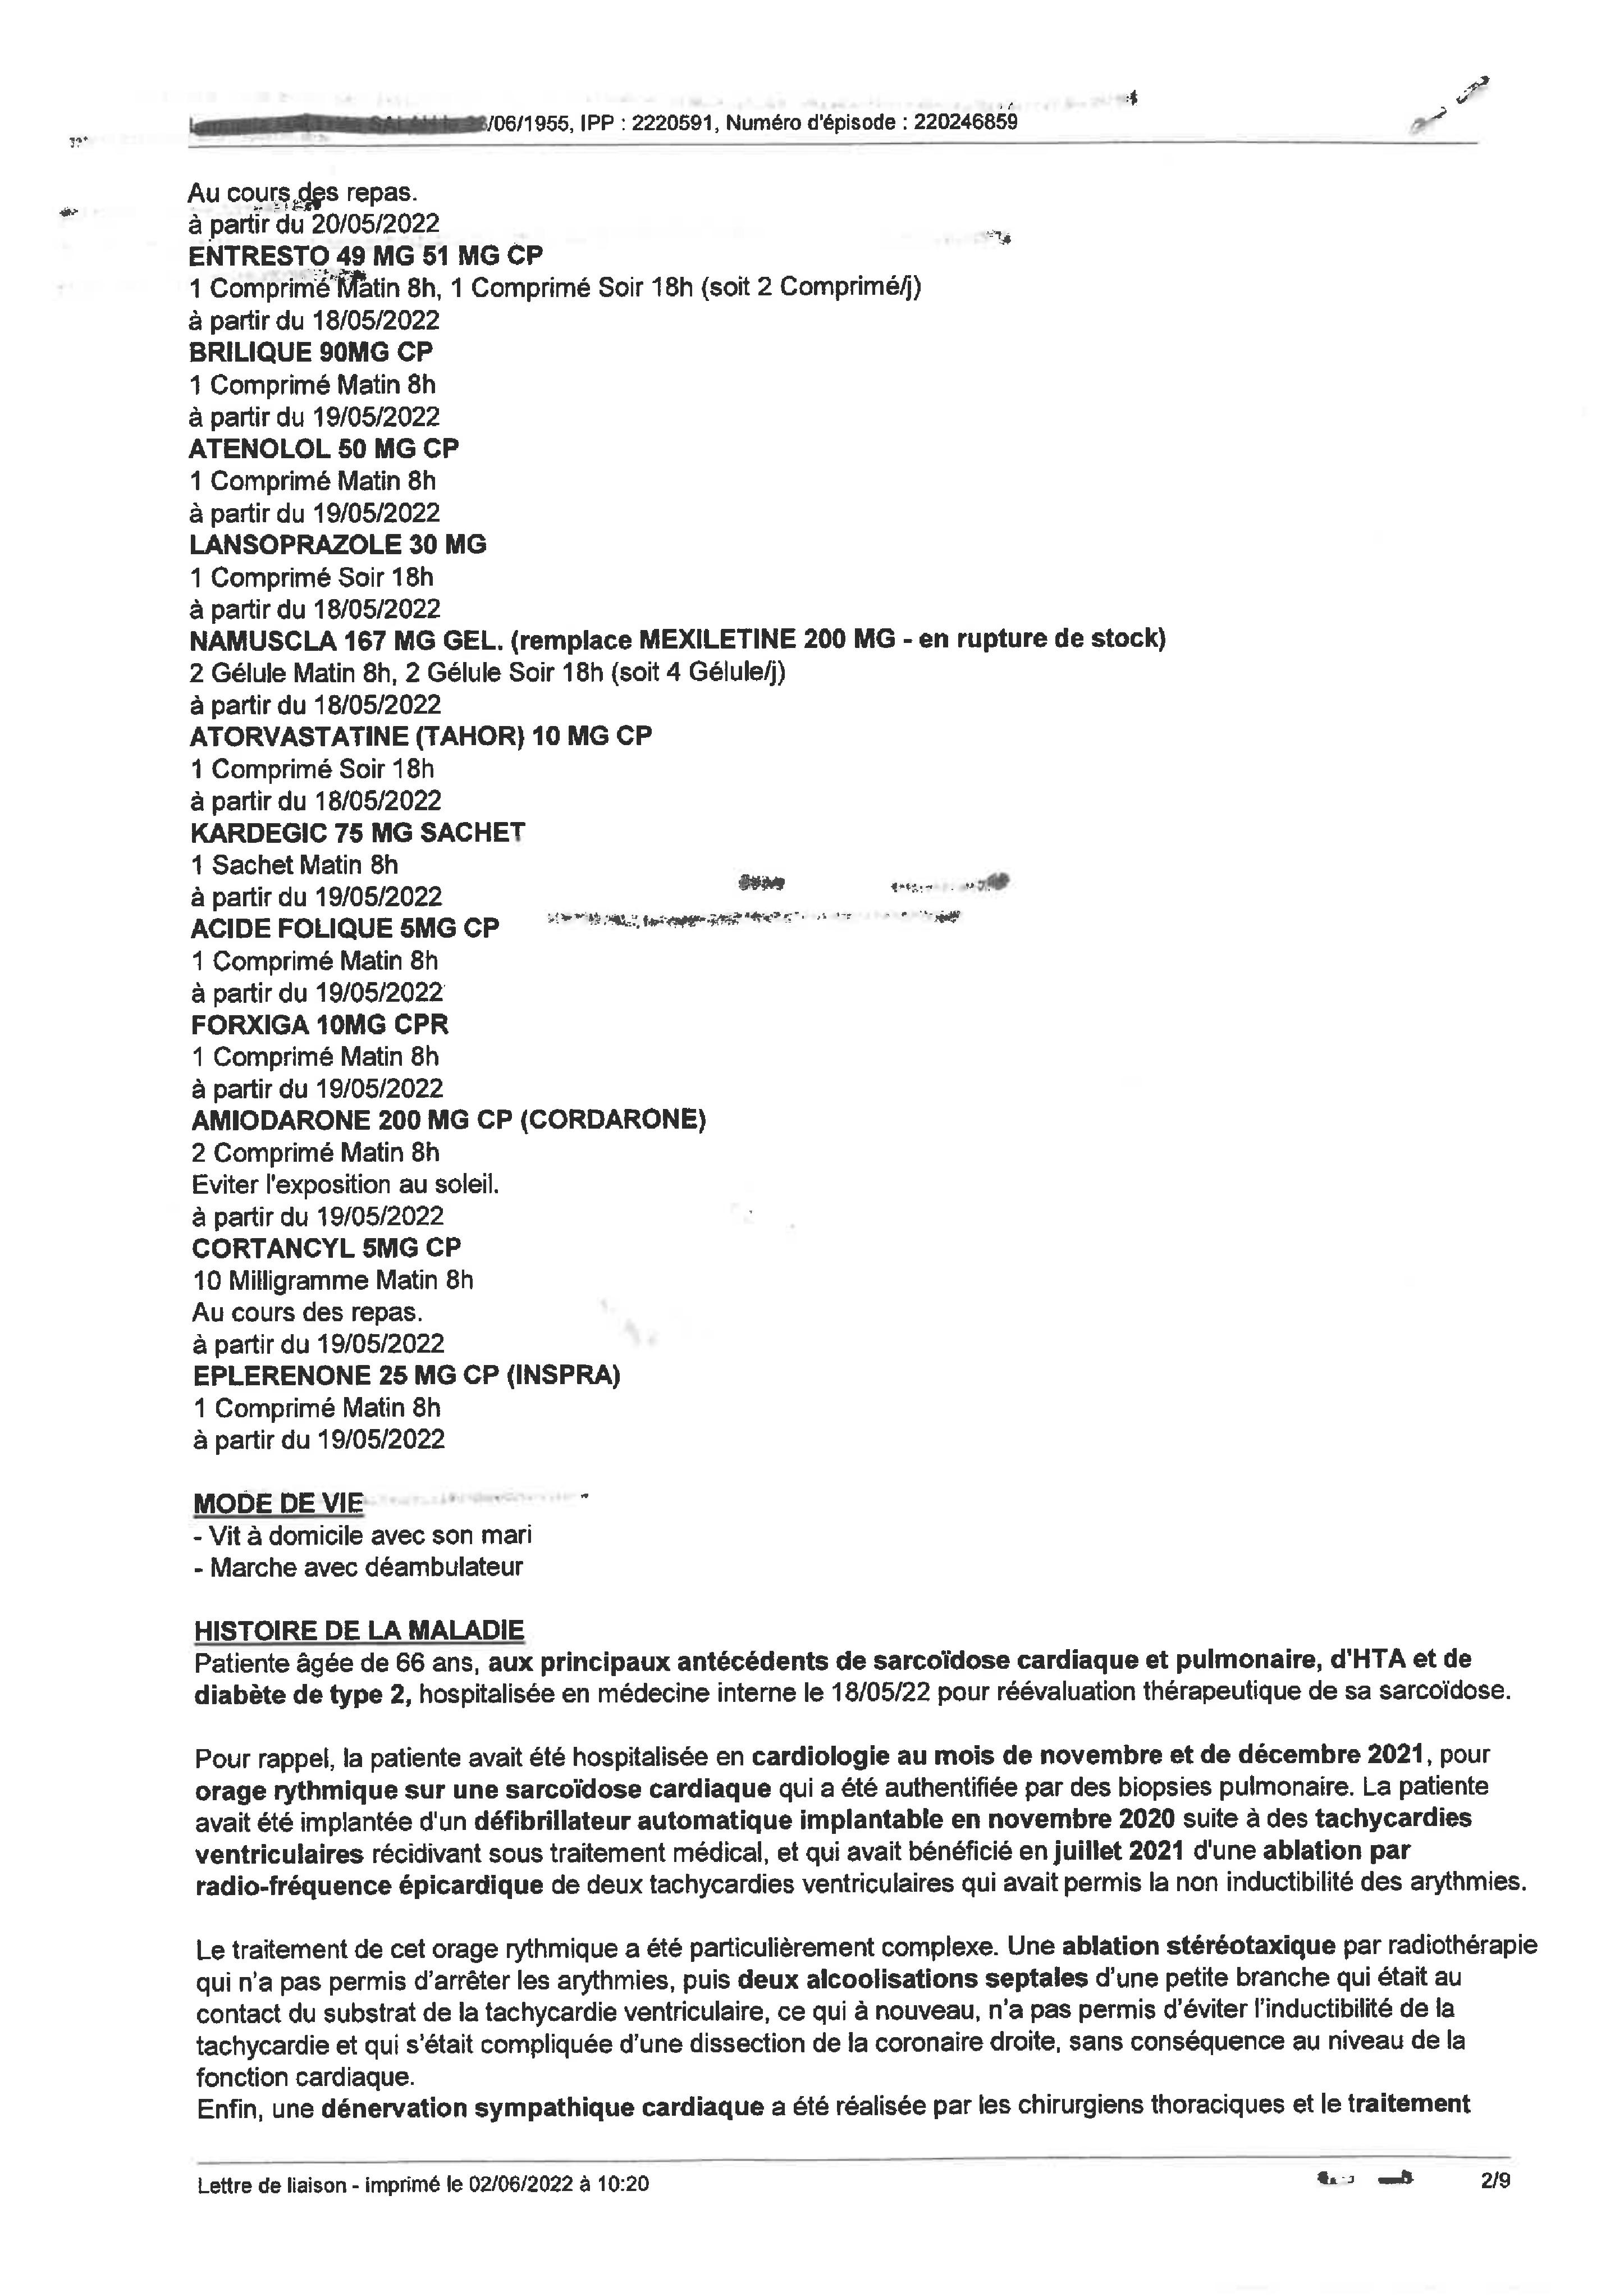 /06/1955, IPP : 2220591, Numéro d'épisode : 220246859
Au cours des repas.
à partir du 20/05/2022
ENTRESTO 49 MG 51 MG CP
1 Comprimé Matin 8h, 1 Comprimé Soir 18h (soit 2 Comprimé/j)
à partir du 18/05/2022
BRILIQUE 90MG CP
1 Comprimé Matin 8h
à partir du 19/05/2022
ATENOLOL 50 MG CP
1 Comprimé Matin 8h
à partir du 19/05/2022
LANSOPRAZOLE 30 MG
1 Comprimé Soir 18h
à partir du 18/05/2022
NAMUSCLA 167 MG GEL. (remplace MEXILETINE 200 MG - en rupture de stock)
2 Gélule Matin 8h, 2 Gélule Soir 18h (soit 4 Gélule/j)
à partir du 18/05/2022
ATORVASTATINE (TAHOR) 10 MG CP
1 Comprimé Soir 18h
à partir du 18/05/2022
KARDEGIC 75 MG SACHET
1 Sachet Matin 8h
à partir du 19/05/2022
ACIDE FOLIQUE 5MG CP
1 Comprimé Matin 8h
à partir du 19/05/2022
FORXIGA 10MG CPR
1 Comprimé Matin 8h
à partir du 19/05/2022
AMIODARONE 200 MG CP (CORDARONE)
2 Comprimé Matin 8h
Eviter l'exposition au soleil.
à partir du 19/05/2022
CORTANCYL 5MG CP
10 Milligramme Matin 8h
Au cours des repas.
à partir du 19/05/2022
EPLERENONE 25 MG CP (INSPRA)
1 Comprimé Matin 8h
à partir du 19/05/2022
MODE DE VIE
- Vit à domicile avec son mari
- Marche avec déambulateur
HISTOIRE DE LA MALADIE
Patiente âgée de 66 ans, aux principaux antécédents de sarcoïdose cardiaque et pulmonaire, d'HTA et de
diabète de type 2, hospitalisée en médecine interne le 18/05/22 pour réévaluation thérapeutique de sa sarcoïdose.
Pour rappel, la patiente avait été hospitalisée en cardiologie au mois de novembre et de décembre 2021, pour
orage rythmique sur une sarcoïdose cardiaque qui a été authentifiée par des biopsies pulmonaire. La patiente
avait été implantée d'un défibrillateur automatique implantable en novembre 2020 suite à des tachycardies
ventriculaires récidivant sous traitement médical, et qui avait bénéficié en juillet 2021 d'une ablation par
radio-fréquence épicardique de deux tachycardies ventriculaires qui avait permis la non inductibilité des arythmies.
Le traitement de cet orage rythmique a été particulièrement complexe. Une ablation stéréotaxique par radiothérapie
qui n'a pas permis d'arrêter les arythmies, puis deux alcoolisations septales d'une petite branche qui était au
contact du substrat de la tachycardie ventriculaire, ce qui à nouveau, n'a pas permis d'éviter l'inductibilité de la
tachycardie et qui s'était compliquée d'une dissection de la coronaire droite, sans conséquence au niveau de la
fonction cardiaque.
Enfin, une dénervation sympathique cardiaque a été réalisée par les chirurgiens thoraciques et le traitement
Lettre de liaison - imprimé le 02/06/2022 à 10:20
2/9